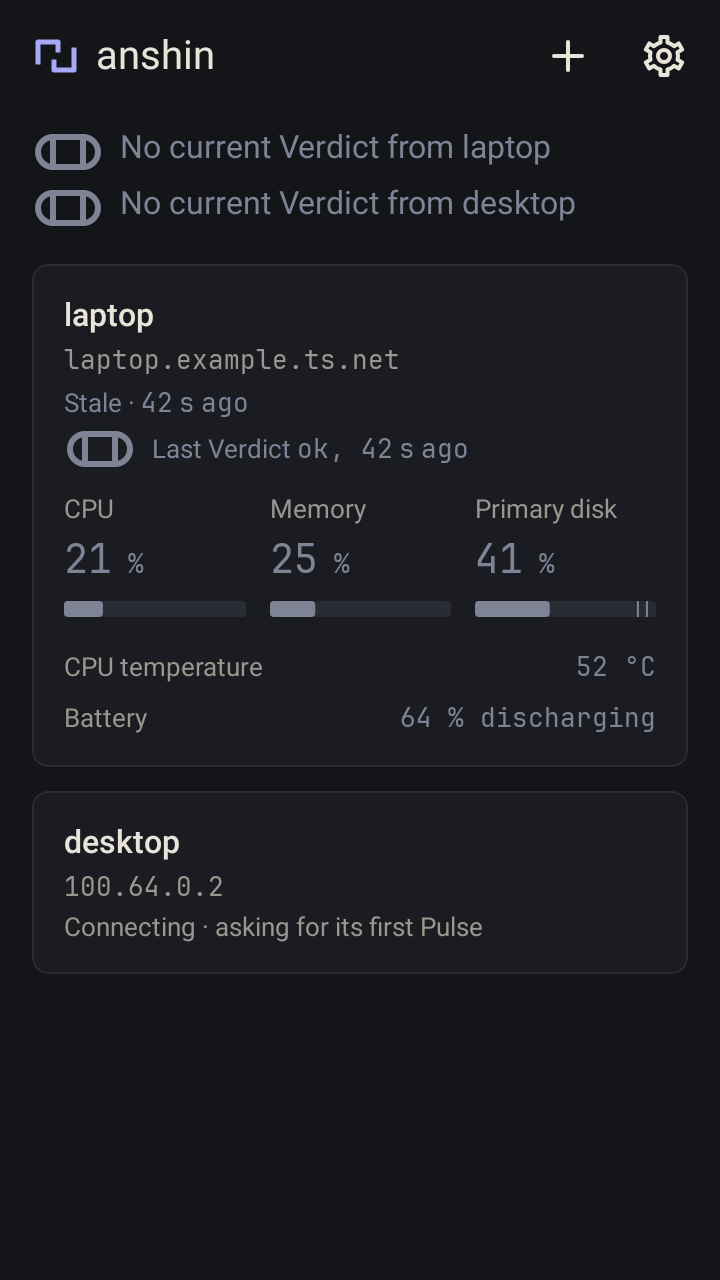 anshin
No current Verdict from laptop
No current Verdict from desktop
laptop
laptop.example.ts.net
Stale · 42 s ago
Last Verdict ok, 42 s ago
CPU Memory Primary disk
21 % 25 % 41 %
CPU temperature 52 °C
Battery 64 % discharging
desktop
100.64.0.2
Connecting · asking for its first Pulse